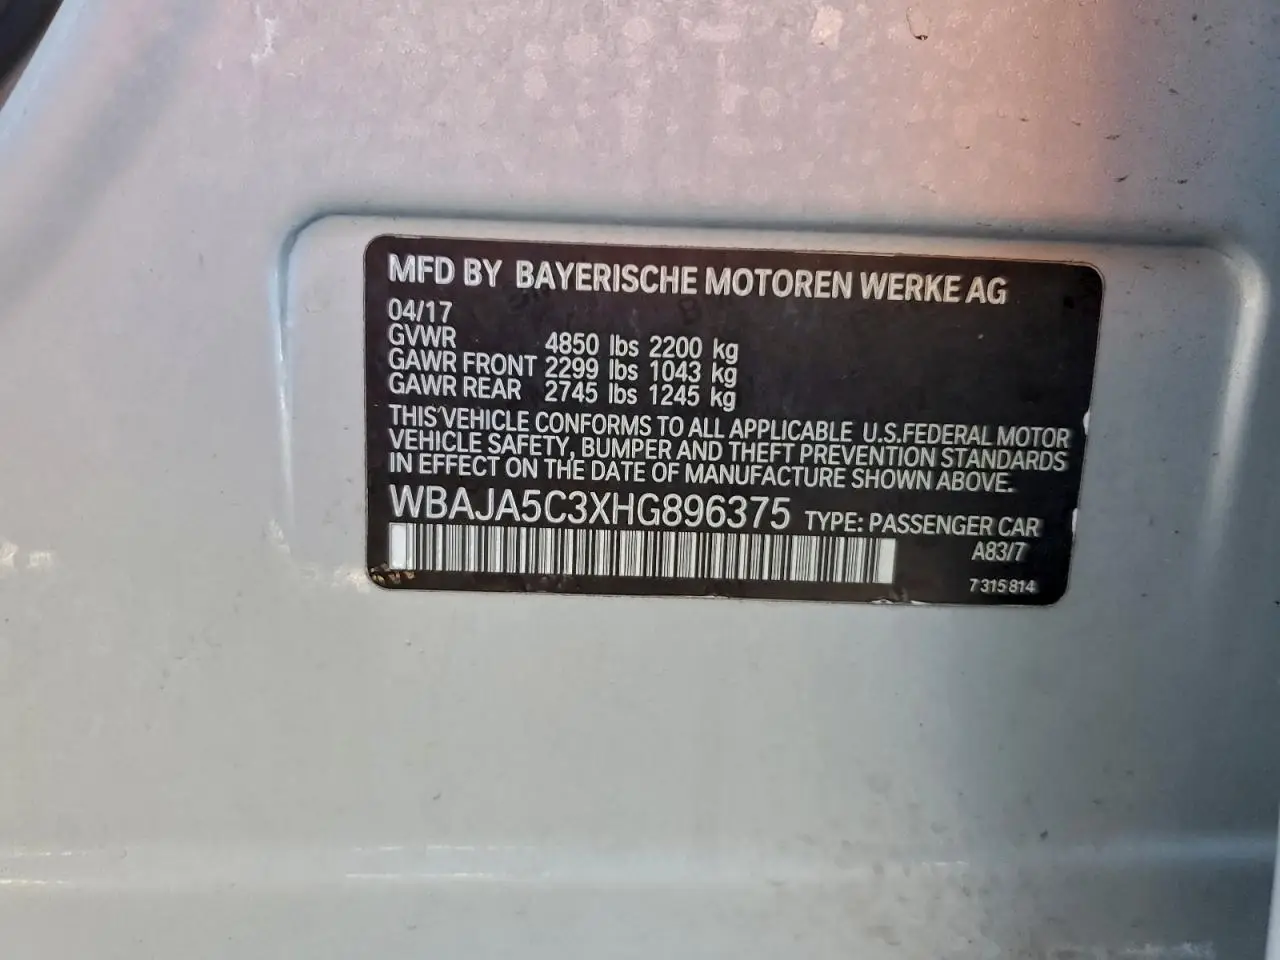 MFD BY BAYERISCHE MOTOREN WERKE AG
04/17
GVWR 4850 lbs 2200 kg
GAWR FRONT 2299 lbs 1043 kg
GAWR REAR 2745 lbs 1245 kg
THIS VEHICLE CONFORMS TO ALL APPLICABLE U.S.FEDERAL MOTOR
VEHICLE SAFETY, BUMPER AND THEFT PREVENTION STANDARDS
IN EFFECT ON THE DATE OF MANUFACTURE SHOWN ABOVE.
WBAJA5C3XHG896375 TYPE: PASSENGER CAR
A83/7
7 315 814